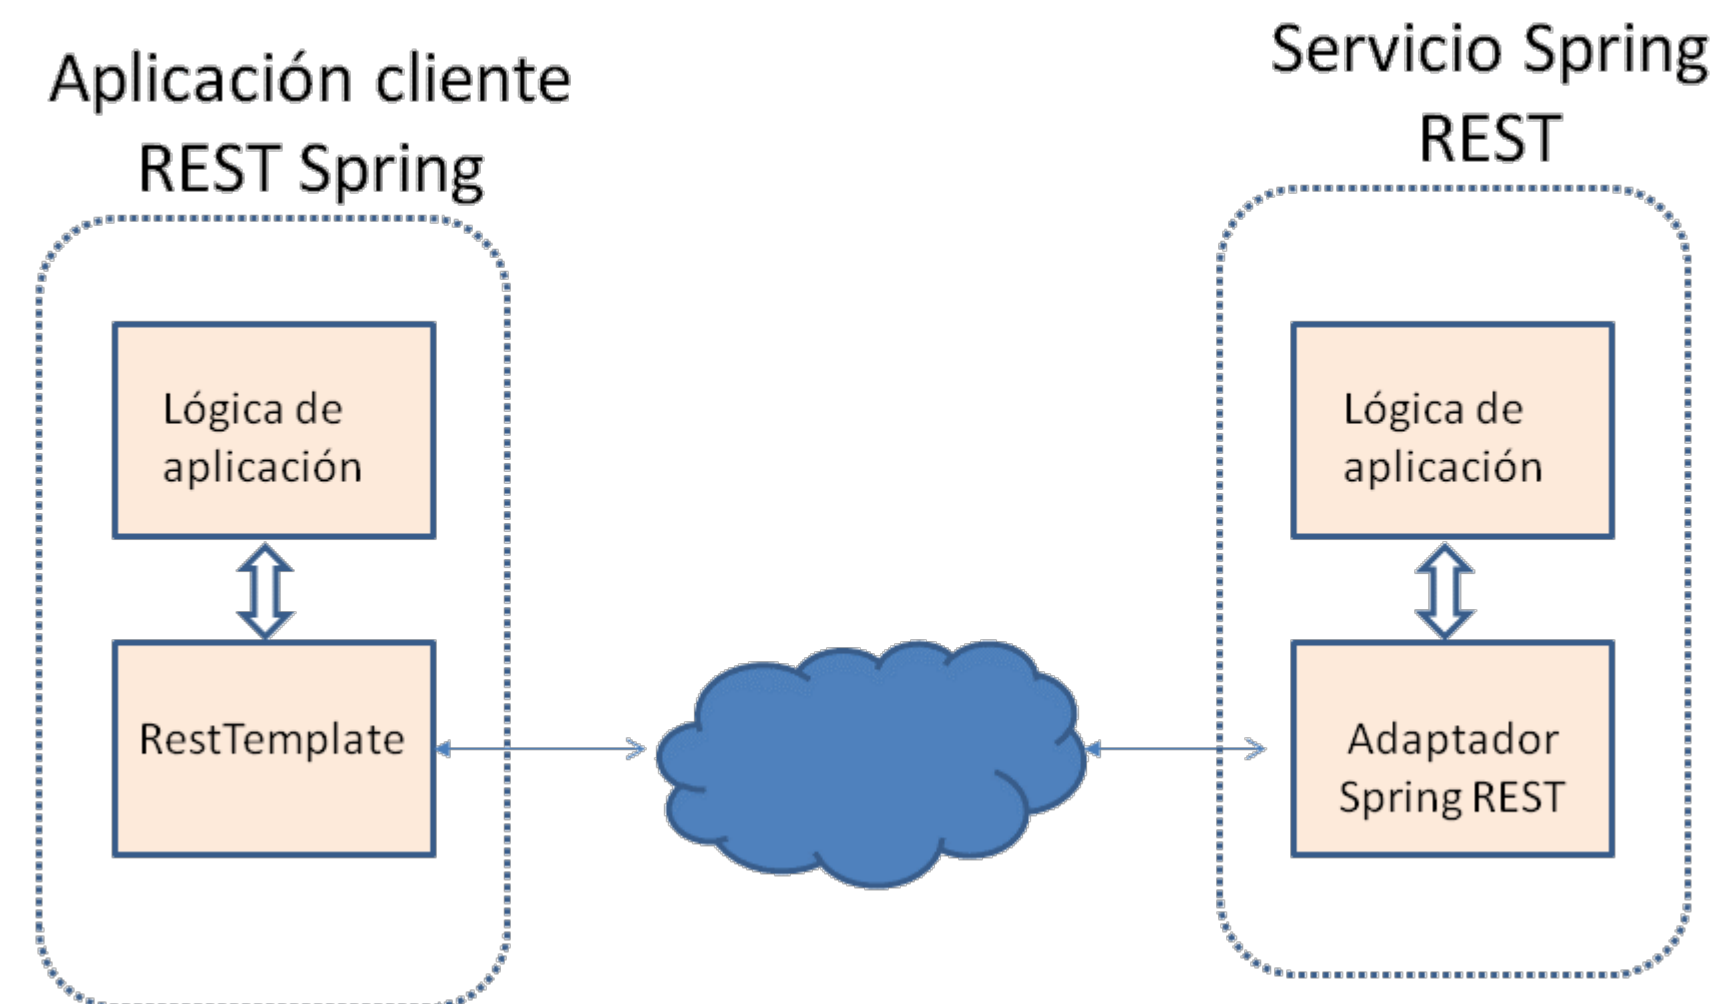 Aplicación cliente
REST Spring
Lógica de
aplicación
RestTemplate
Servicio Spring
REST
Lógica de
aplicación
Adaptador
Spring REST